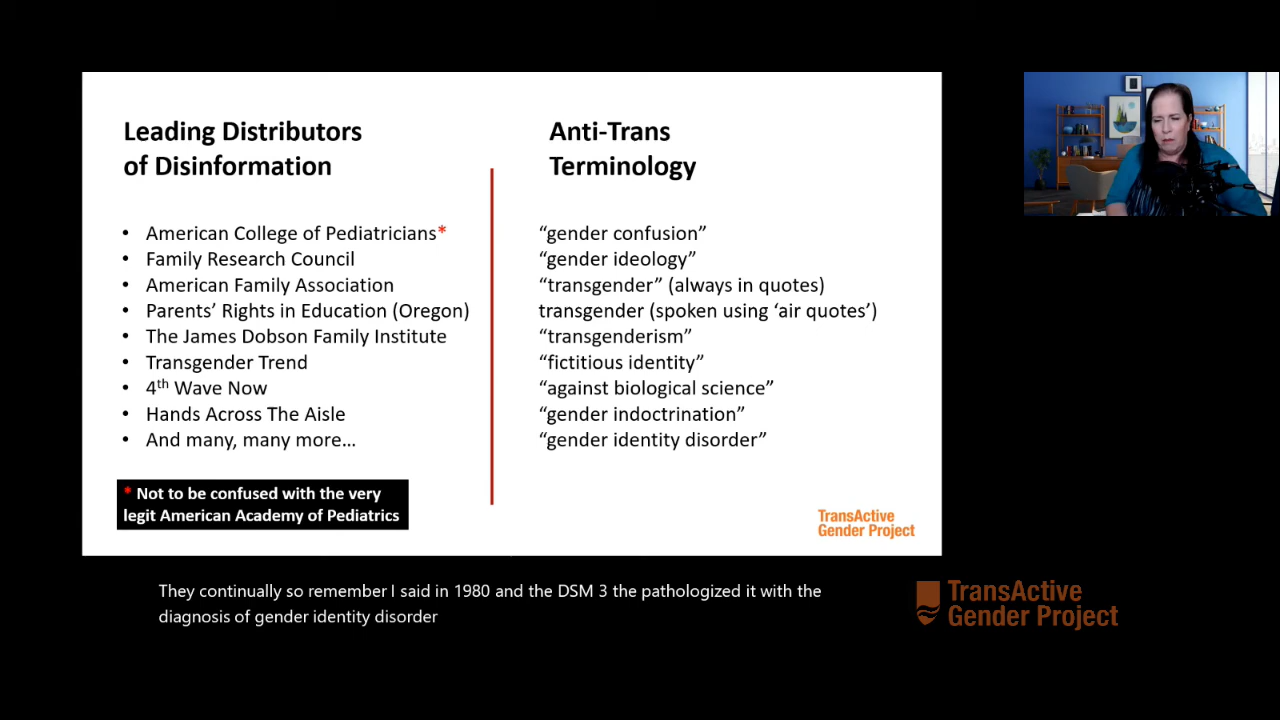 Leading Distributors
of Disinformation
• American College of Pediatricians*
• Family Research Council
• American Family Association
• Parents’ Rights in Education (Oregon)
• The James Dobson Family Institute
• Transgender Trend
• 4th Wave Now
• Hands Across The Aisle
• And many, many more…
* Not to be confused with the very
legit American Academy of Pediatrics
Anti-Trans
Terminology
“gender confusion”
“gender ideology”
“transgender” (always in quotes)
transgender (spoken using ‘air quotes’)
“transgenderism”
“fictitious identity”
“against biological science”
“gender indoctrination”
“gender identity disorder”
TransActive
Gender Project
They continually so remember I said in 1980 and the DSM 3 the pathologized it with the
diagnosis of gender identity disorder
TransActive
Gender Project